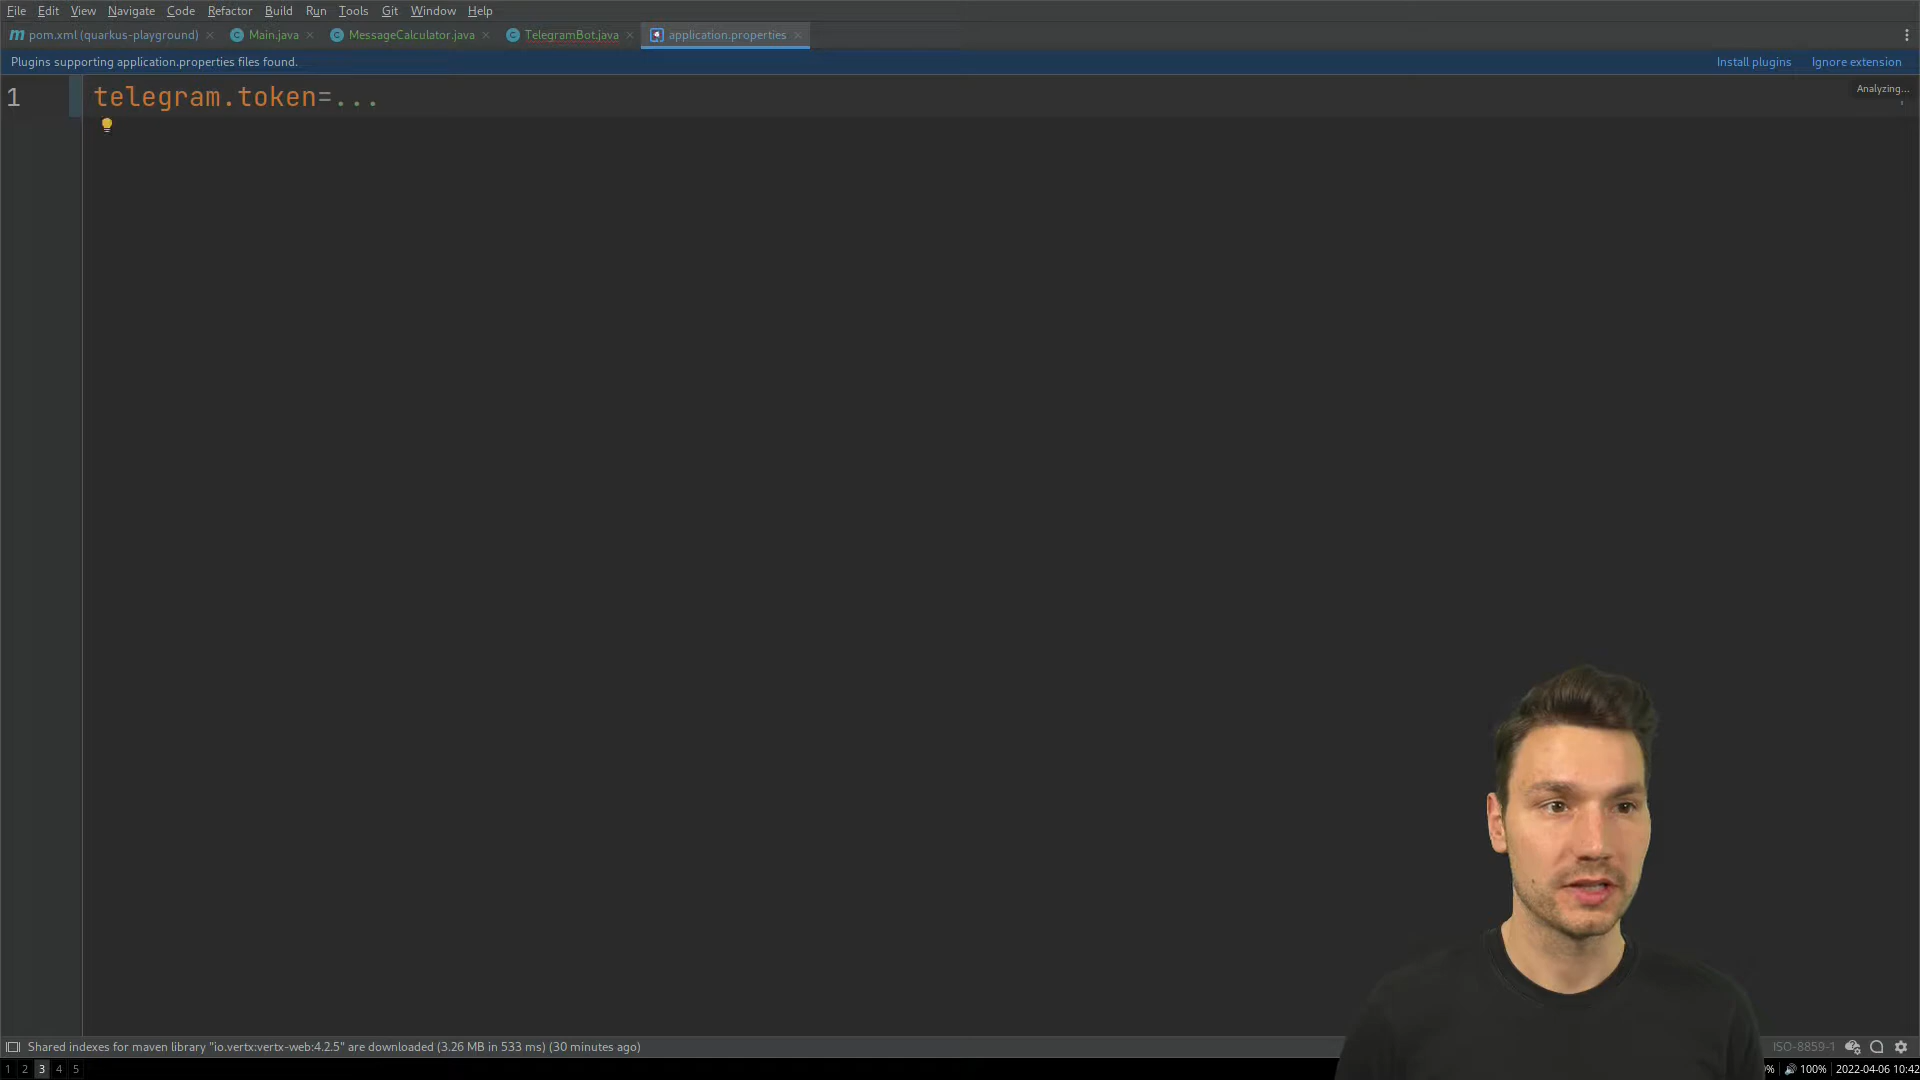 File Edit View Navigate Code Refactor Build Run Tools Git Window Help
pom.xml (quarkus-playground) Main.java MessageCalculator.java TelegramBot.java application.properties
Plugins supporting application.properties files found. Install plugins Ignore extension
1 telegram.token=...
Analyzing...
Shared indexes for maven library "io.vertx:vertx-web:4.2.5" are downloaded (3.26 MB in 533 ms) (30 minutes ago) ISO-8859-1
1 2 3 4 5 100% 2022-04-06 10:42